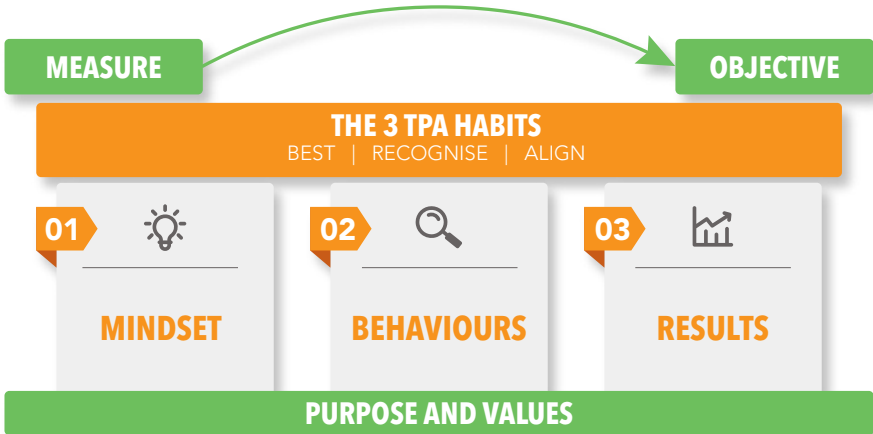 MEASURE
OBJECTIVE
THE 3 TPA HABITS
BEST | RECOGNISE | ALIGN
01
02
03
MINDSET
BEHAVIOURS
RESULTS
PURPOSE AND VALUES